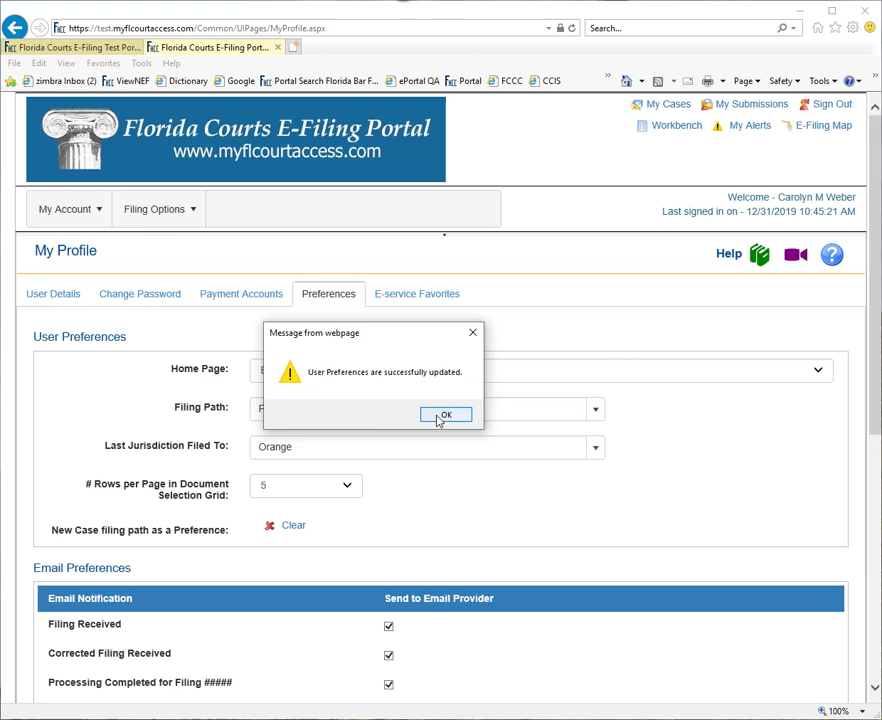 https://test.myflcourtaccess.com/Common/UIPages/MyProfile.aspx
Search...
Facc Florida Courts E-Filing Test Por...
Facc Florida Courts E-Filing Port...
File Edit View Favorites Tools Help
zimbra Inbox (2) Facc ViewNEF Dictionary Google Facc Portal Search Florida Bar F... ePortal QA Facc Portal FCCC CCIS
Page Safety Tools
Florida Courts E-Filing Portal
www.myflcourtaccess.com
My Cases My Submissions Sign Out
Workbench My Alerts E-Filing Map
My Account Filing Options
Welcome - Carolyn M Weber
Last signed in on - 12/31/2019 10:45:21 AM
My Profile
Help
User Details Change Password Payment Accounts Preferences E-service Favorites
User Preferences
Message from webpage
User Preferences are successfully updated.
OK
Home Page:
Filing Path:
Last Jurisdiction Filed To: Orange
# Rows per Page in Document
Selection Grid:
5
New Case filing path as a Preference: Clear
Email Preferences
Email Notification Send to Email Provider
Filing Received
Corrected Filing Received
Processing Completed for Filing #####
100%